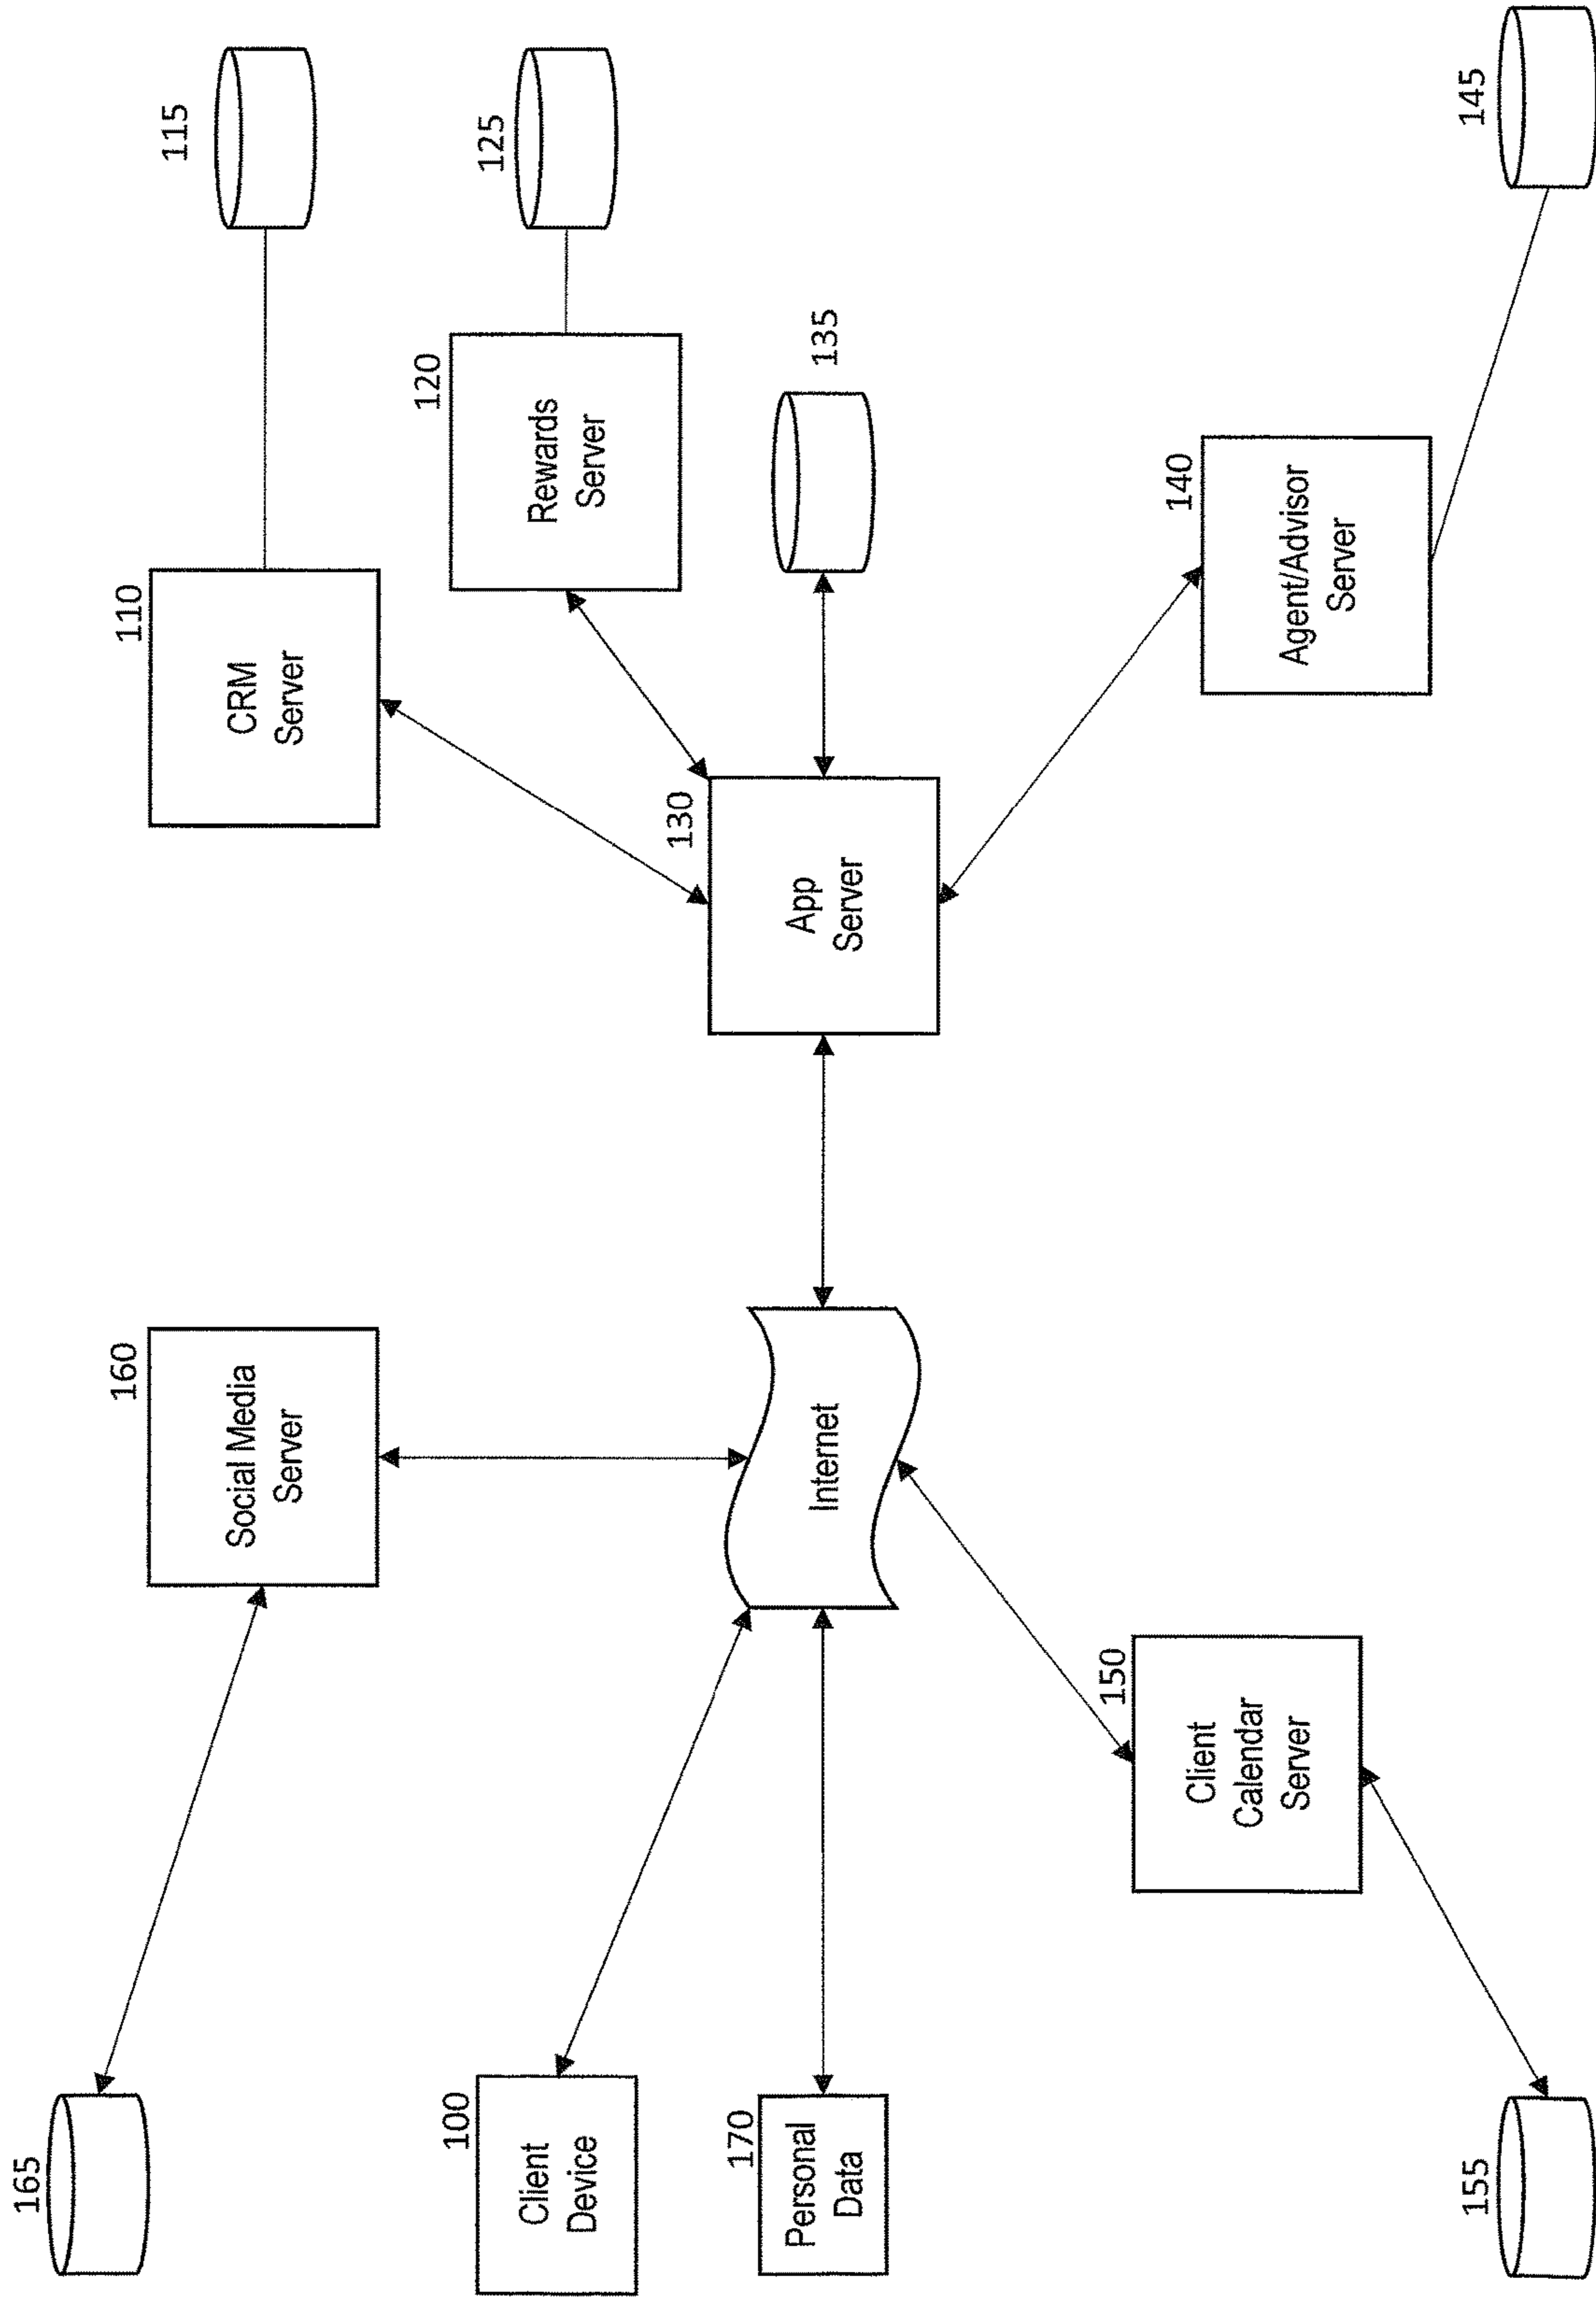 165
160
Social Media
Server
110
CRM
Server
115
100
Client
Device
120
Rewards
Server
125
170
Personal
Data
Internet
130
App
Server
135
150
Client
Calendar
Server
140
Agent/Advisor
Server
155
145